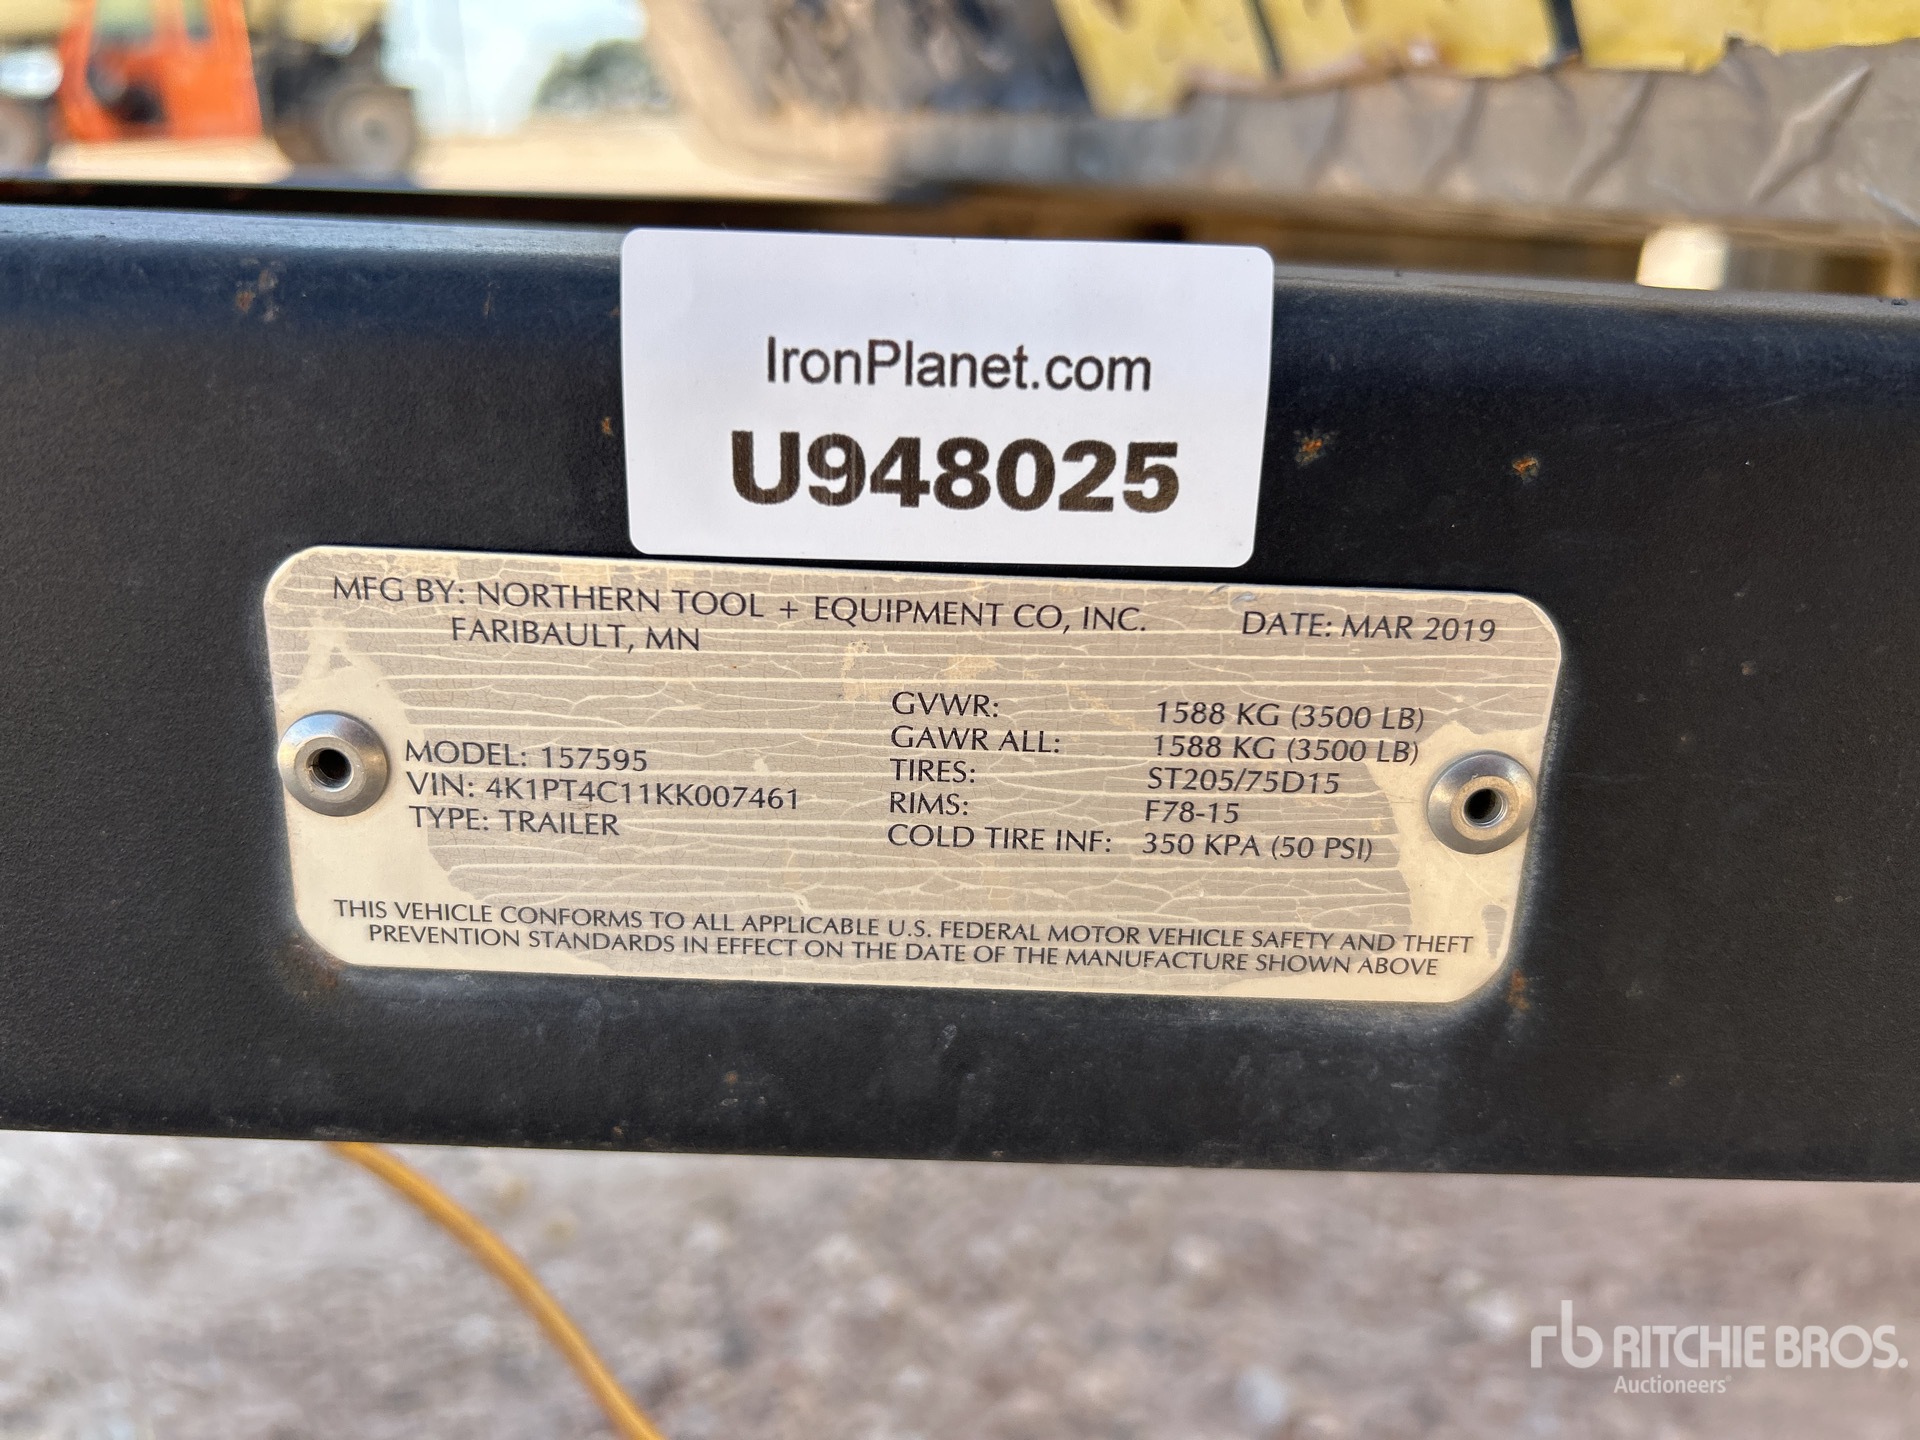 IronPlanet.com
U948025
MFG BY: NORTHERN TOOL + EQUIPMENT CO, INC.
FARIBAULT, MN
DATE: MAR 2019
MODEL: 157595
VIN: 4K1PT4C11KK007461
TYPE: TRAILER
GVWR: 1588 KG (3500 LB)
GAWR ALL: 1588 KG (3500 LB)
TIRES: ST205/75D15
RIMS: F78-15
COLD TIRE INF: 350 KPA (50 PSI)
THIS VEHICLE CONFORMS TO ALL APPLICABLE U.S. FEDERAL MOTOR VEHICLE SAFETY AND THEFT
PREVENTION STANDARDS IN EFFECT ON THE DATE OF THE MANUFACTURE SHOWN ABOVE
rb RITCHIE BROS.
Auctioneers